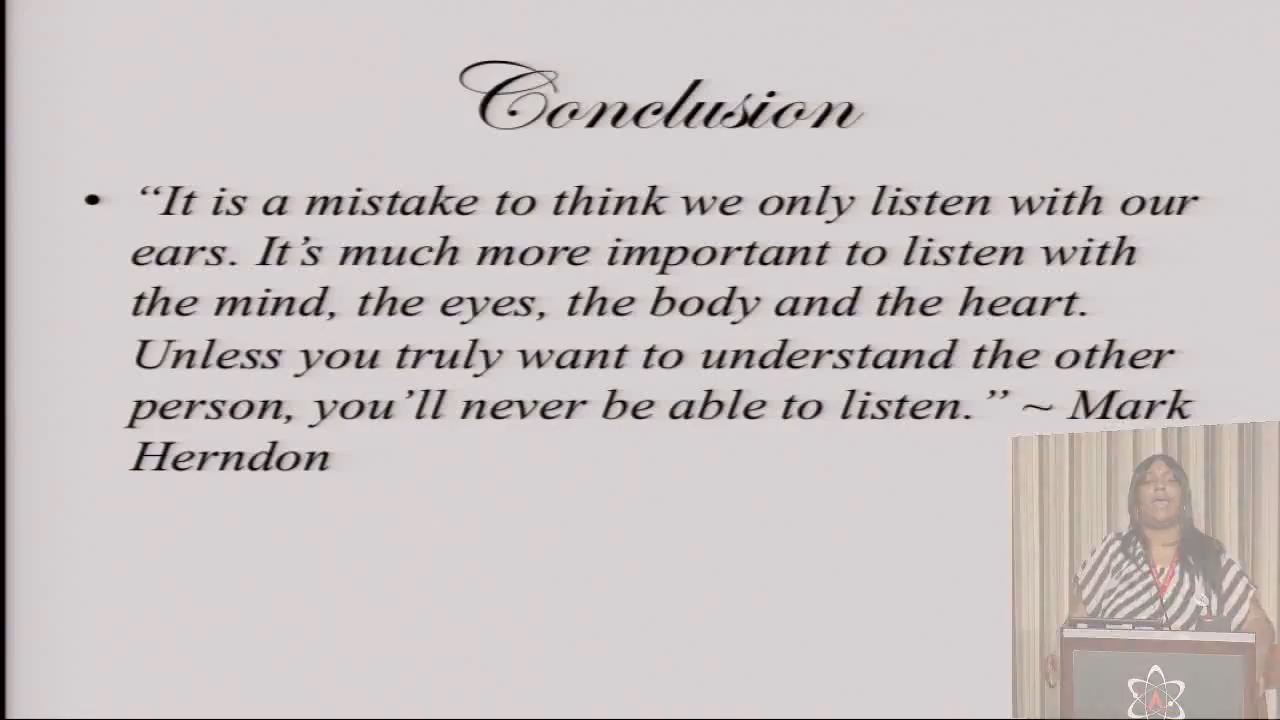 Conclusion
• “It is a mistake to think we only listen with our
ears. It’s much more important to listen with
the mind, the eyes, the body and the heart.
Unless you truly want to understand the other
person, you’ll never be able to listen.” ~ Mark
Herndon